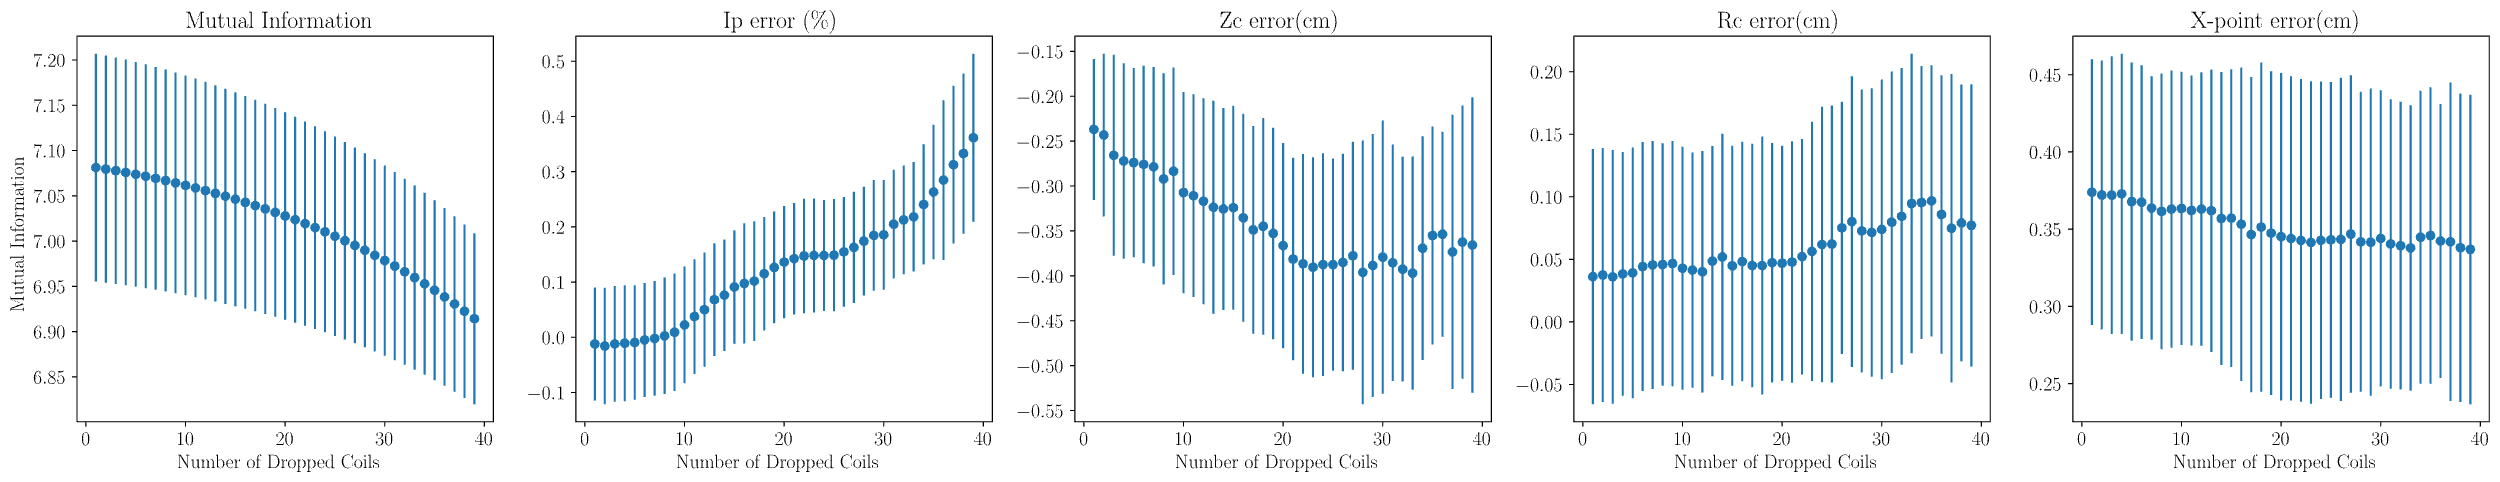 Mutual Information
Mutual Information
7.20
7.15
7.10
7.05
7.00
6.95
6.90
6.85
0 10 20 30 40
Number of Dropped Coils
Ip error (%)
0.5
0.4
0.3
0.2
0.1
0.0
−0.1
0 10 20 30 40
Number of Dropped Coils
Zc error(cm)
−0.15
−0.20
−0.25
−0.30
−0.35
−0.40
−0.45
−0.50
−0.55
0 10 20 30 40
Number of Dropped Coils
Rc error(cm)
0.20
0.15
0.10
0.05
0.00
−0.05
0 10 20 30 40
Number of Dropped Coils
X-point error(cm)
0.45
0.40
0.35
0.30
0.25
0 10 20 30 40
Number of Dropped Coils